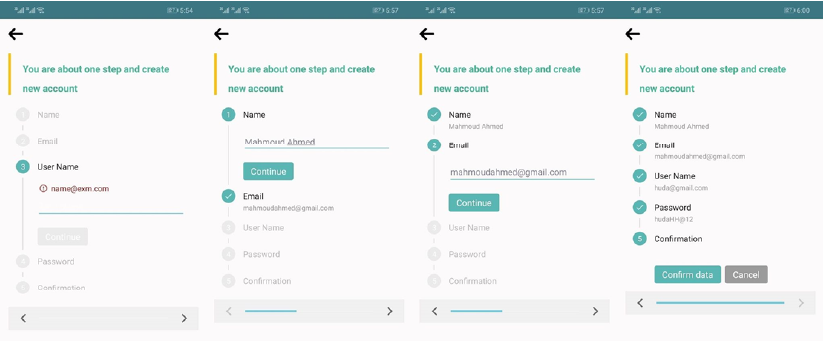 5:54
You are about one step and create
new account
1 Name
2 Email
3 User Name
name@exm.com
Continue
4 Password
5 Confirmation
5:57
You are about one step and create
new account
1 Name
Mahmoud Ahmed
Continue
Email
mahmoudahmed@gmail.com
3 User Name
4 Password
5 Confirmation
5:57
You are about one step and create
new account
Name
Mahmoud Ahmed
2 Email
mahmoudahmed@gmail.com
Continue
3 User Name
4 Password
5 Confirmation
6:00
You are about one step and create
new account
Name
Mahmoud Ahmed
Email
mahmoudahmed@gmail.com
User Name
huda@gmail.com
Password
hudaHH@12
5 Confirmation
Confirm data Cancel